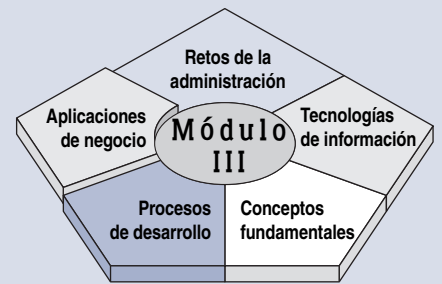 Retos de la
administración
Aplicaciones
de negocio
Módulo
III
Tecnologías
de información
Procesos
de desarrollo
Conceptos
fundamentales